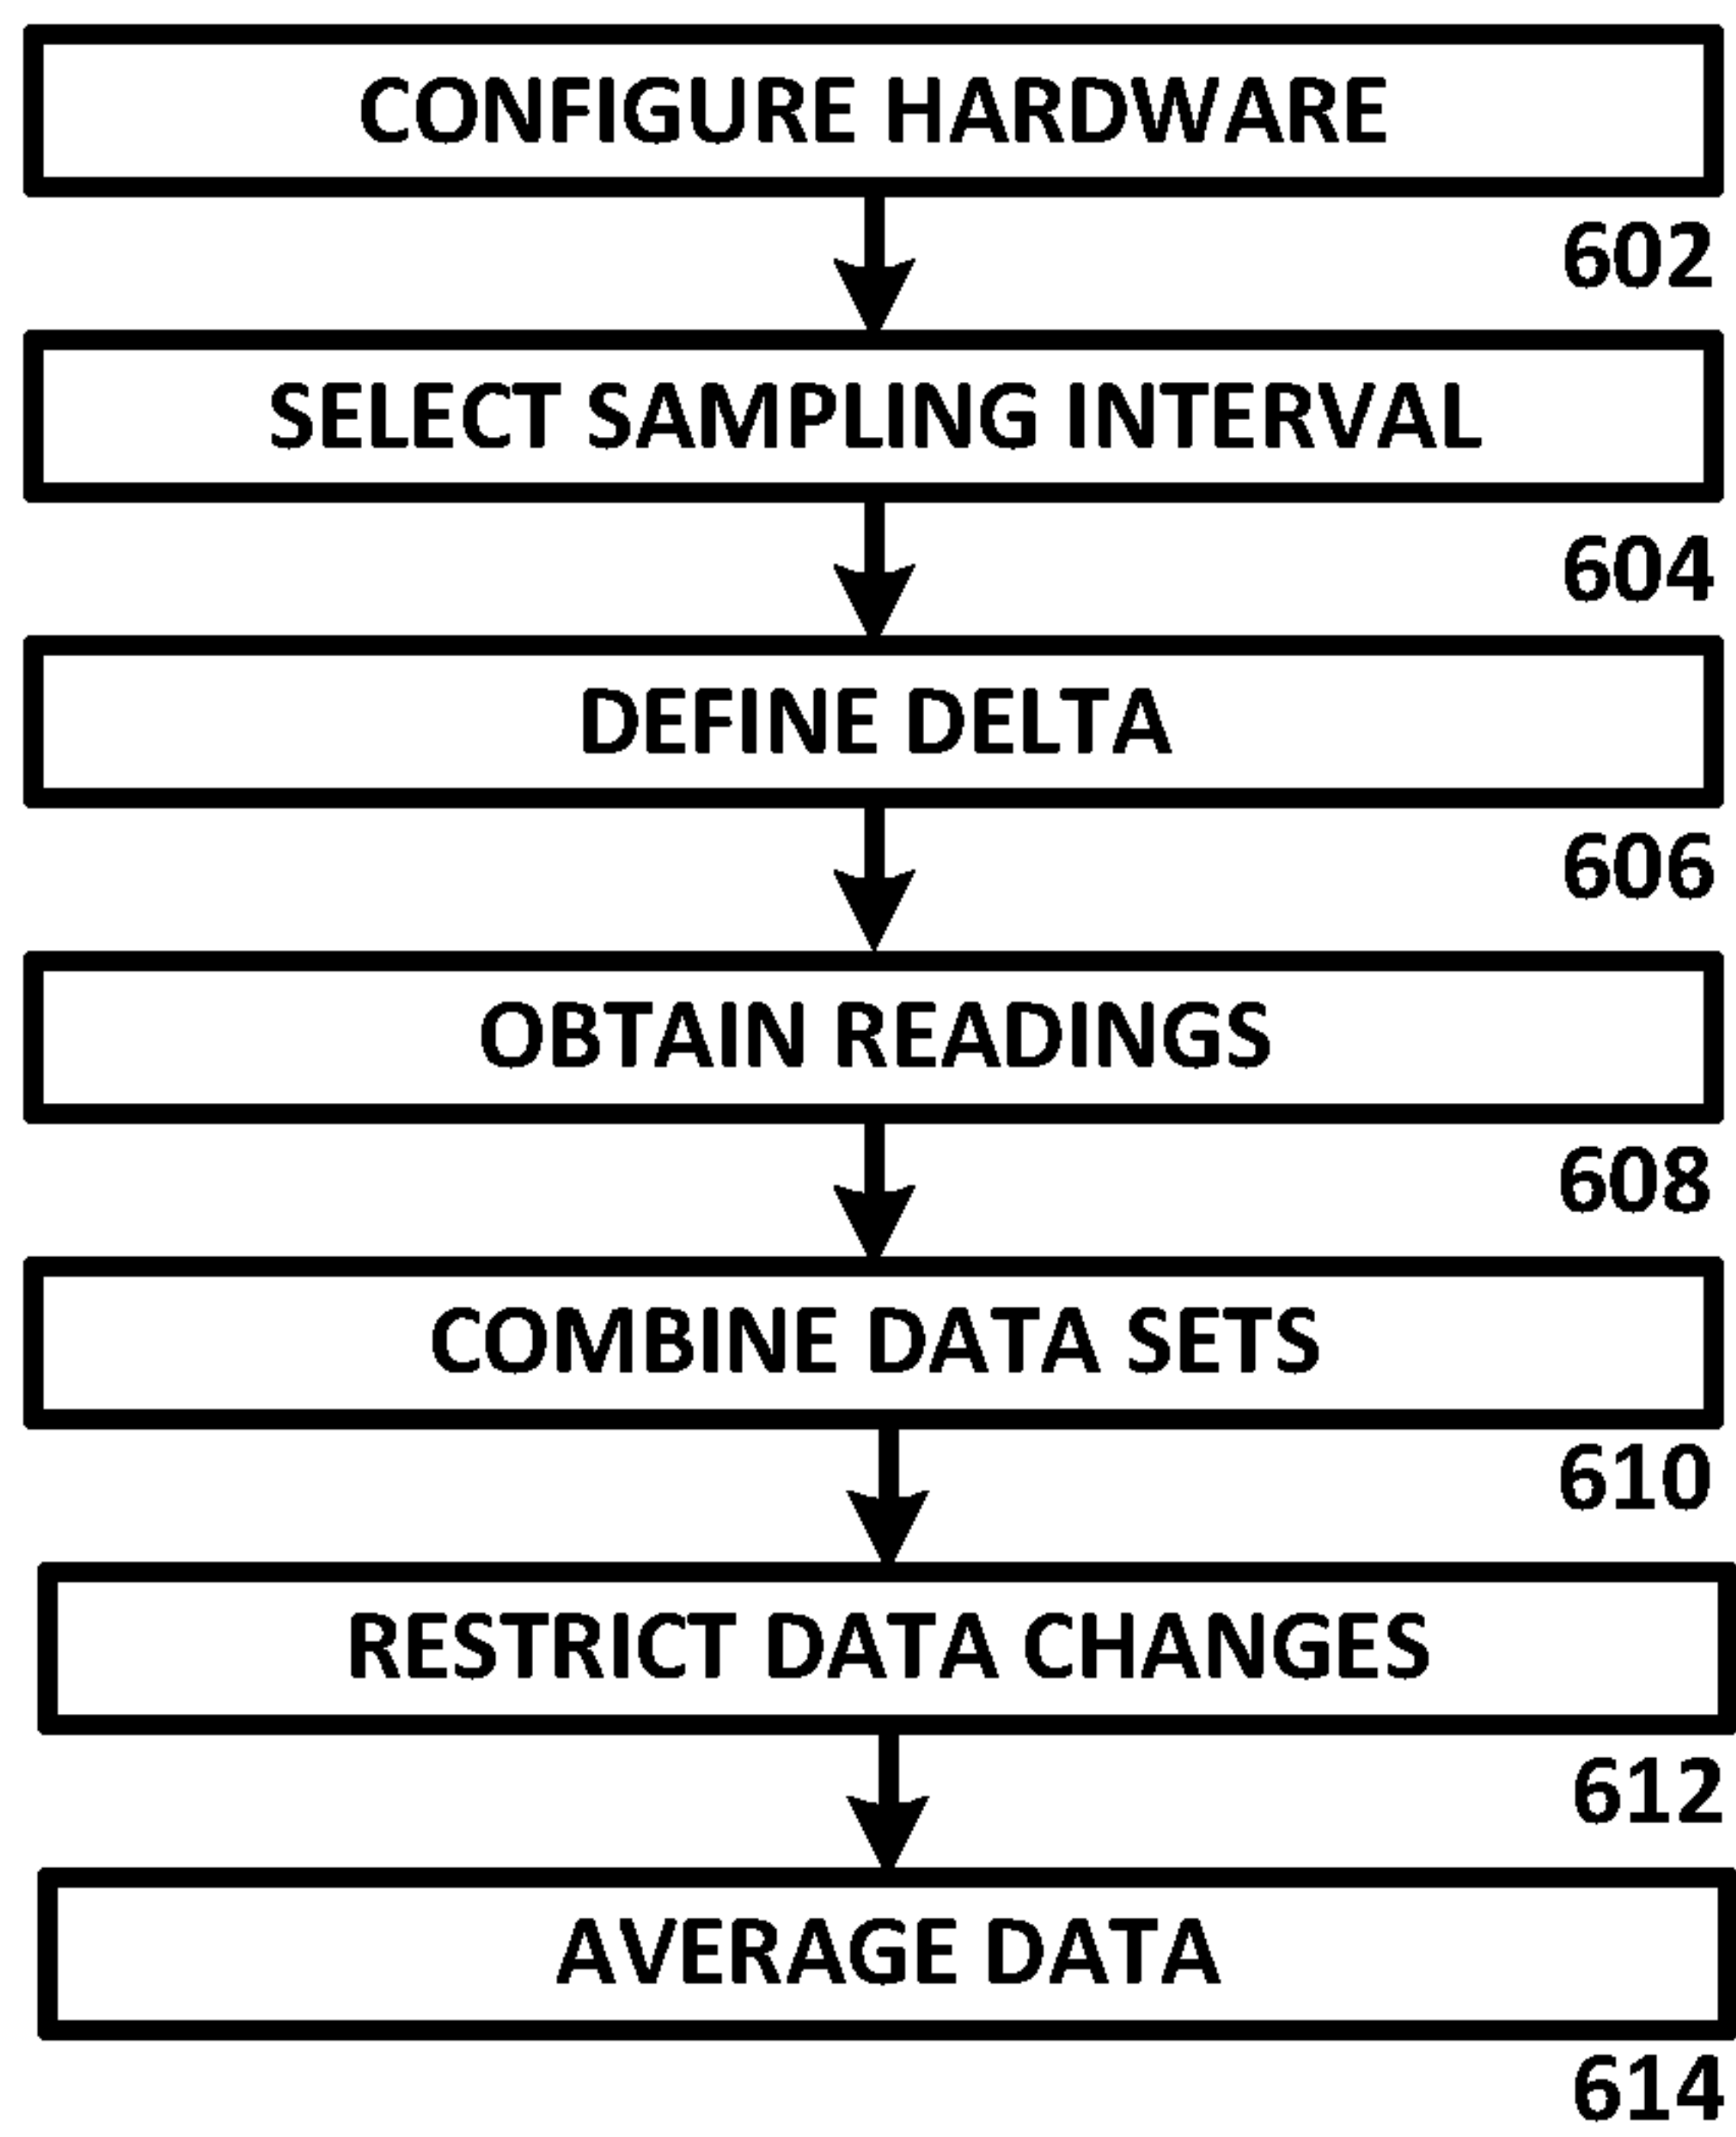 CONFIGURE HARDWARE
602
SELECT SAMPLING INTERVAL
604
DEFINE DELTA
606
OBTAIN READINGS
608
COMBINE DATA SETS
610
RESTRICT DATA CHANGES
612
AVERAGE DATA
614